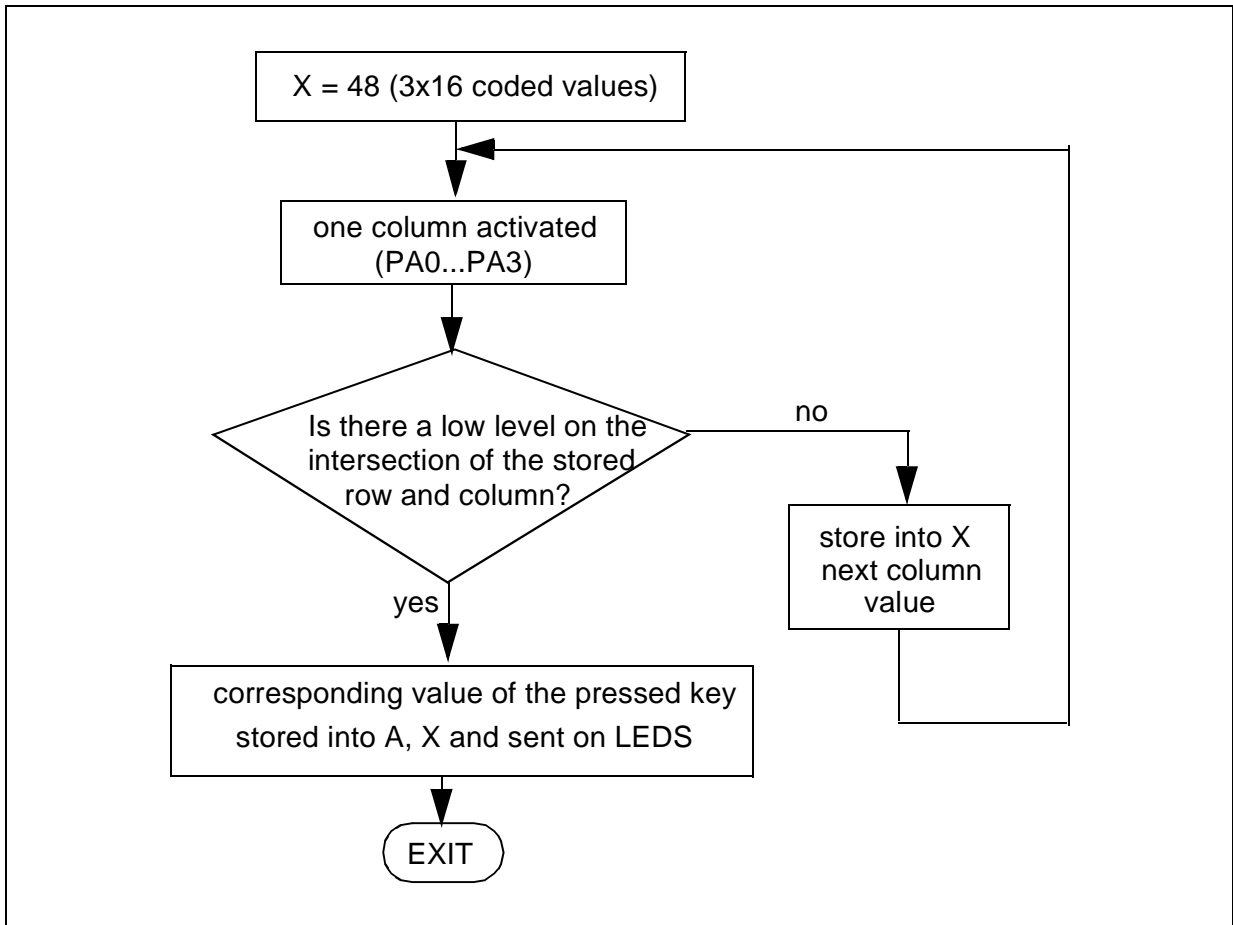 X = 48 (3x16 coded values)
one column activated
(PA0...PA3)
Is there a low level on the
intersection of the stored
row and column?
no
store into X
next column
value
yes
corresponding value of the pressed key
stored into A, X and sent on LEDS
EXIT